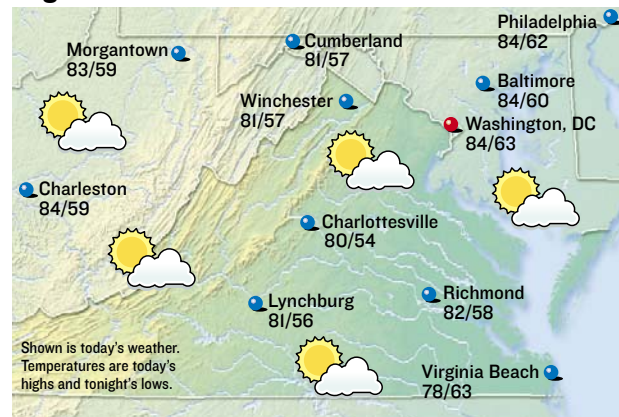 Philadelphia
84/62
Morgantown
83/59
Cumberland
81/57
Baltimore
84/60
Winchester
81/57
Washington, DC
84/63
Charleston
84/59
Charlottesville
80/54
Lynchburg
81/56
Richmond
82/58
Shown is today's weather.
Temperatures are today's
highs and tonight's lows.
Virginia Beach
78/63